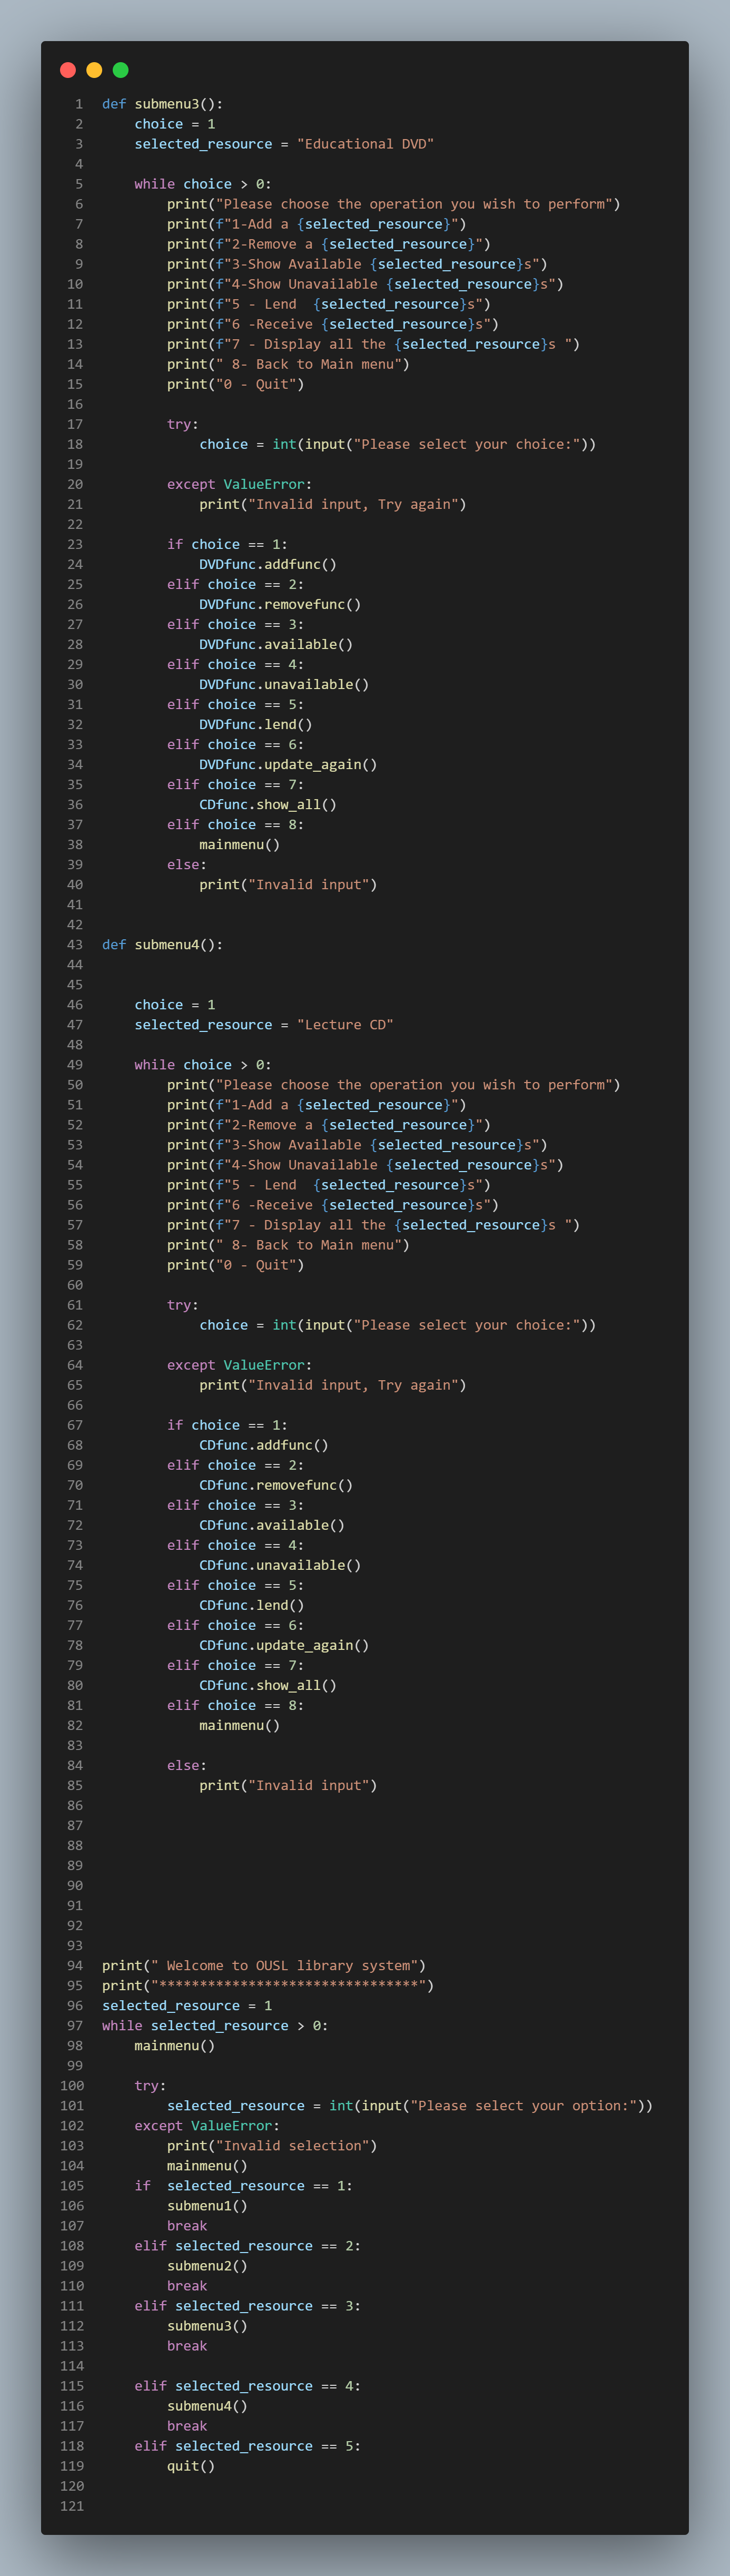 1 def submenu3():
2     choice = 1
3     selected_resource = "Educational DVD"
4
5     while choice > 0:
6         print("Please choose the operation you wish to perform")
7         print(f"1-Add a {selected_resource}")
8         print(f"2-Remove a {selected_resource}")
9         print(f"3-Show Available {selected_resource}s")
10         print(f"4-Show Unavailable {selected_resource}s")
11         print(f"5 - Lend  {selected_resource}s")
12         print(f"6 -Receive {selected_resource}s")
13         print(f"7 - Display all the {selected_resource}s ")
14         print(" 8- Back to Main menu")
15         print("0 - Quit")
16
17         try:
18             choice = int(input("Please select your choice:"))
19
20         except ValueError:
21             print("Invalid input, Try again")
22
23         if choice == 1:
24             DVDfunc.addfunc()
25         elif choice == 2:
26             DVDfunc.removefunc()
27         elif choice == 3:
28             DVDfunc.available()
29         elif choice == 4:
30             DVDfunc.unavailable()
31         elif choice == 5:
32             DVDfunc.lend()
33         elif choice == 6:
34             DVDfunc.update_again()
35         elif choice == 7:
36             CDfunc.show_all()
37         elif choice == 8:
38             mainmenu()
39         else:
40             print("Invalid input")
41
42
43 def submenu4():
44
45
46     choice = 1
47     selected_resource = "Lecture CD"
48
49     while choice > 0:
50         print("Please choose the operation you wish to perform")
51         print(f"1-Add a {selected_resource}")
52         print(f"2-Remove a {selected_resource}")
53         print(f"3-Show Available {selected_resource}s")
54         print(f"4-Show Unavailable {selected_resource}s")
55         print(f"5 - Lend  {selected_resource}s")
56         print(f"6 -Receive {selected_resource}s")
57         print(f"7 - Display all the {selected_resource}s ")
58         print(" 8- Back to Main menu")
59         print("0 - Quit")
60
61         try:
62             choice = int(input("Please select your choice:"))
63
64         except ValueError:
65             print("Invalid input, Try again")
66
67         if choice == 1:
68             CDfunc.addfunc()
69         elif choice == 2:
70             CDfunc.removefunc()
71         elif choice == 3:
72             CDfunc.available()
73         elif choice == 4:
74             CDfunc.unavailable()
75         elif choice == 5:
76             CDfunc.lend()
77         elif choice == 6:
78             CDfunc.update_again()
79         elif choice == 7:
80             CDfunc.show_all()
81         elif choice == 8:
82             mainmenu()
83
84         else:
85             print("Invalid input")
86
87
88
89
90
91
92
93
94 print(" Welcome to OUSL library system")
95 print("********************************")
96 selected_resource = 1
97 while selected_resource > 0:
98     mainmenu()
99
100     try:
101         selected_resource = int(input("Please select your option:"))
102     except ValueError:
103         print("Invalid selection")
104         mainmenu()
105     if  selected_resource == 1:
106         submenu1()
107         break
108     elif selected_resource == 2:
109         submenu2()
110         break
111     elif selected_resource == 3:
112         submenu3()
113         break
114
115     elif selected_resource == 4:
116         submenu4()
117         break
118     elif selected_resource == 5:
119         quit()
120
121